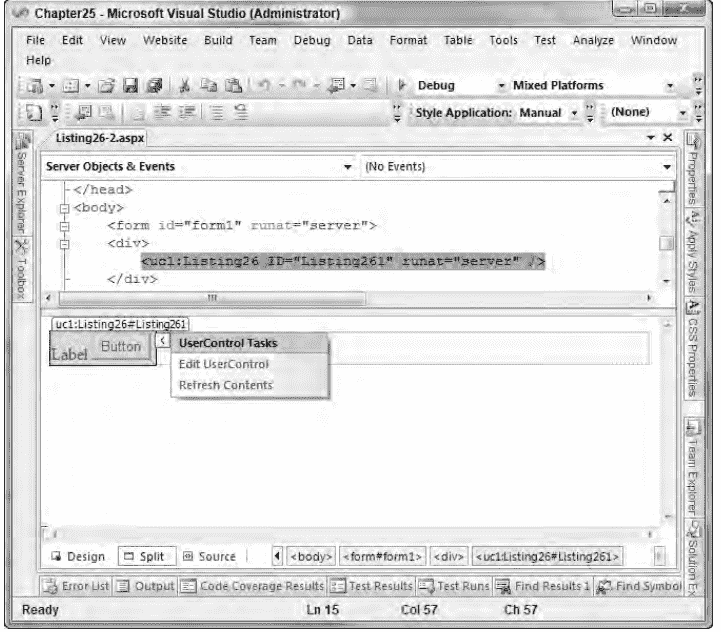 Chapter25 - Microsoft Visual Studio (Administrator)
File Edit View Website Build Team Debug Data Format Table Tools Test Analyze Window
Help
Debug Mixed Platforms
Style Application: Manual (None)
Listing26-2.aspx
Server Objects & Events (No Events)
</head>
<body>
<form id="form1" runat="server">
<div>
<uc1:Listing26 ID="Listing261" runat="server" />
</div>
uc1:Listing26#Listing261
Label Button
UserControl Tasks
Edit UserControl
Refresh Contents
Design Split Source <body> <form#form1> <div> <uc1:Listing26#Listing261>
Error List Output Code Coverage Results Test Results Test Runs Find Results 1 Find Symbol
Ready Ln 15 Col 57 Ch 57
Server Explorer
Toolbox
Properties
Apply Styles
CSS Properties
Team Explorer
Solution Ex